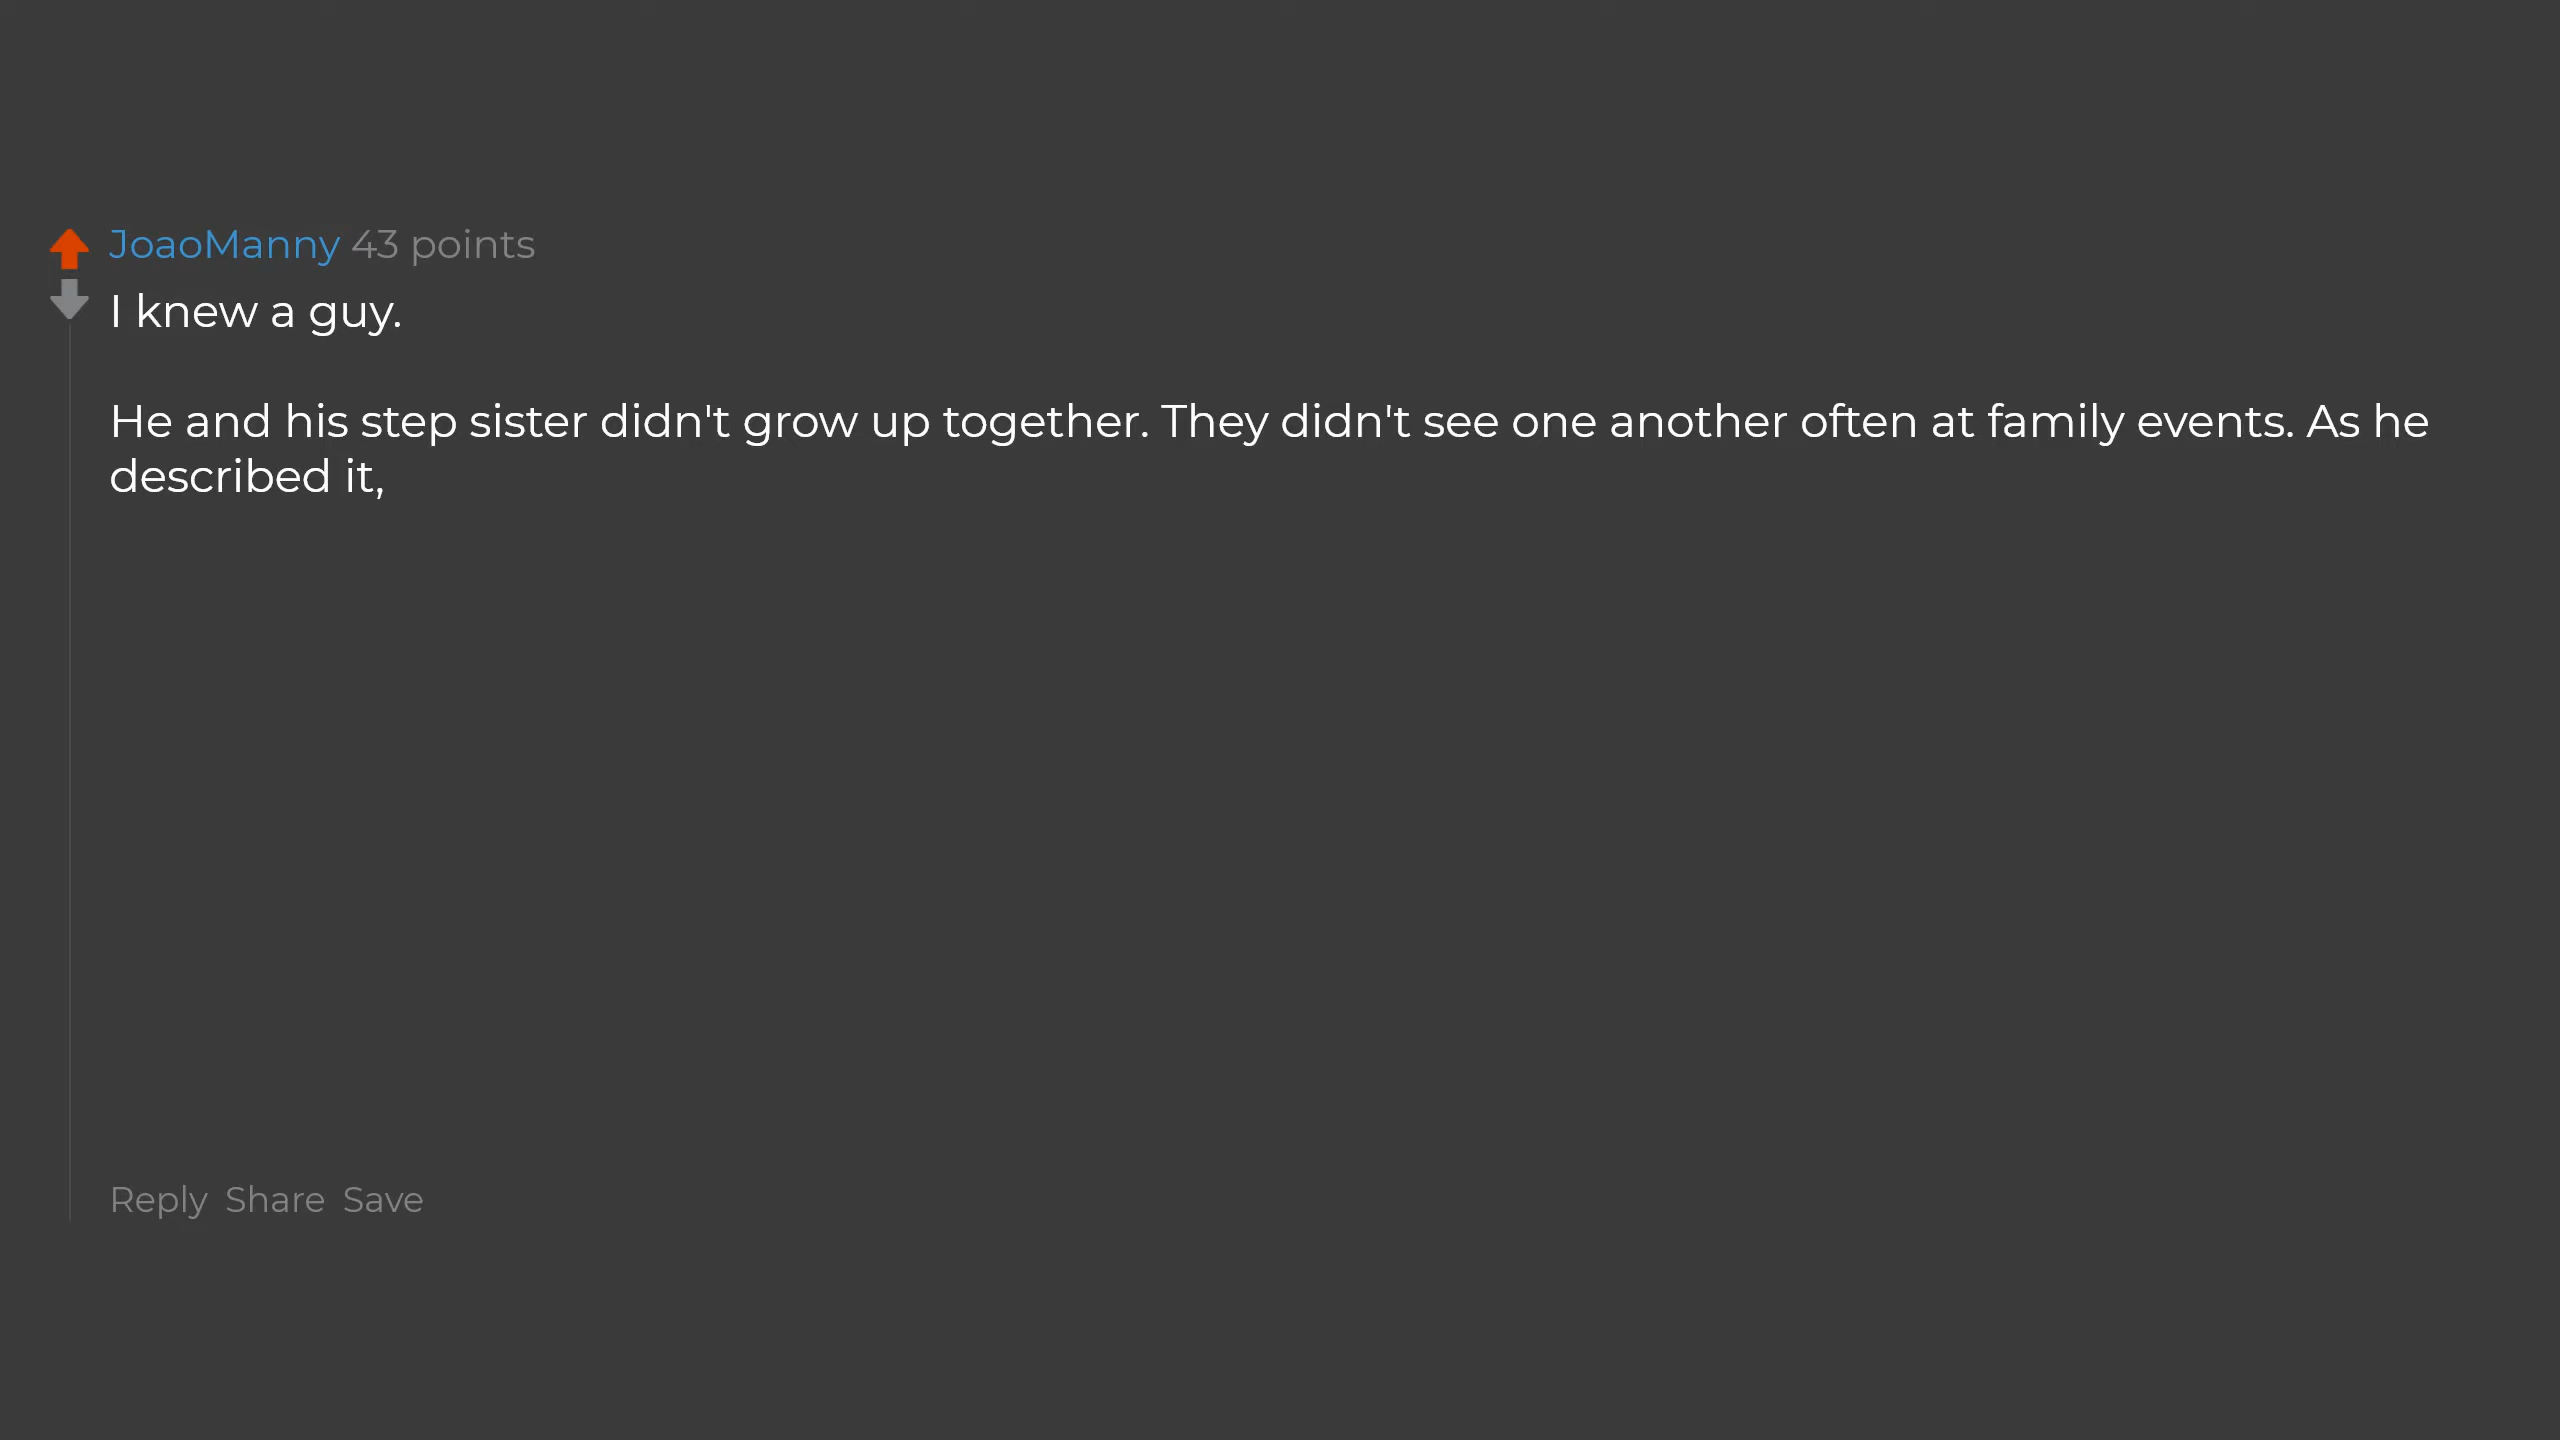 JoaoManny 43 points
I knew a guy.
He and his step sister didn't grow up together. They didn't see one another often at family events. As he
described it,
Reply Share Save